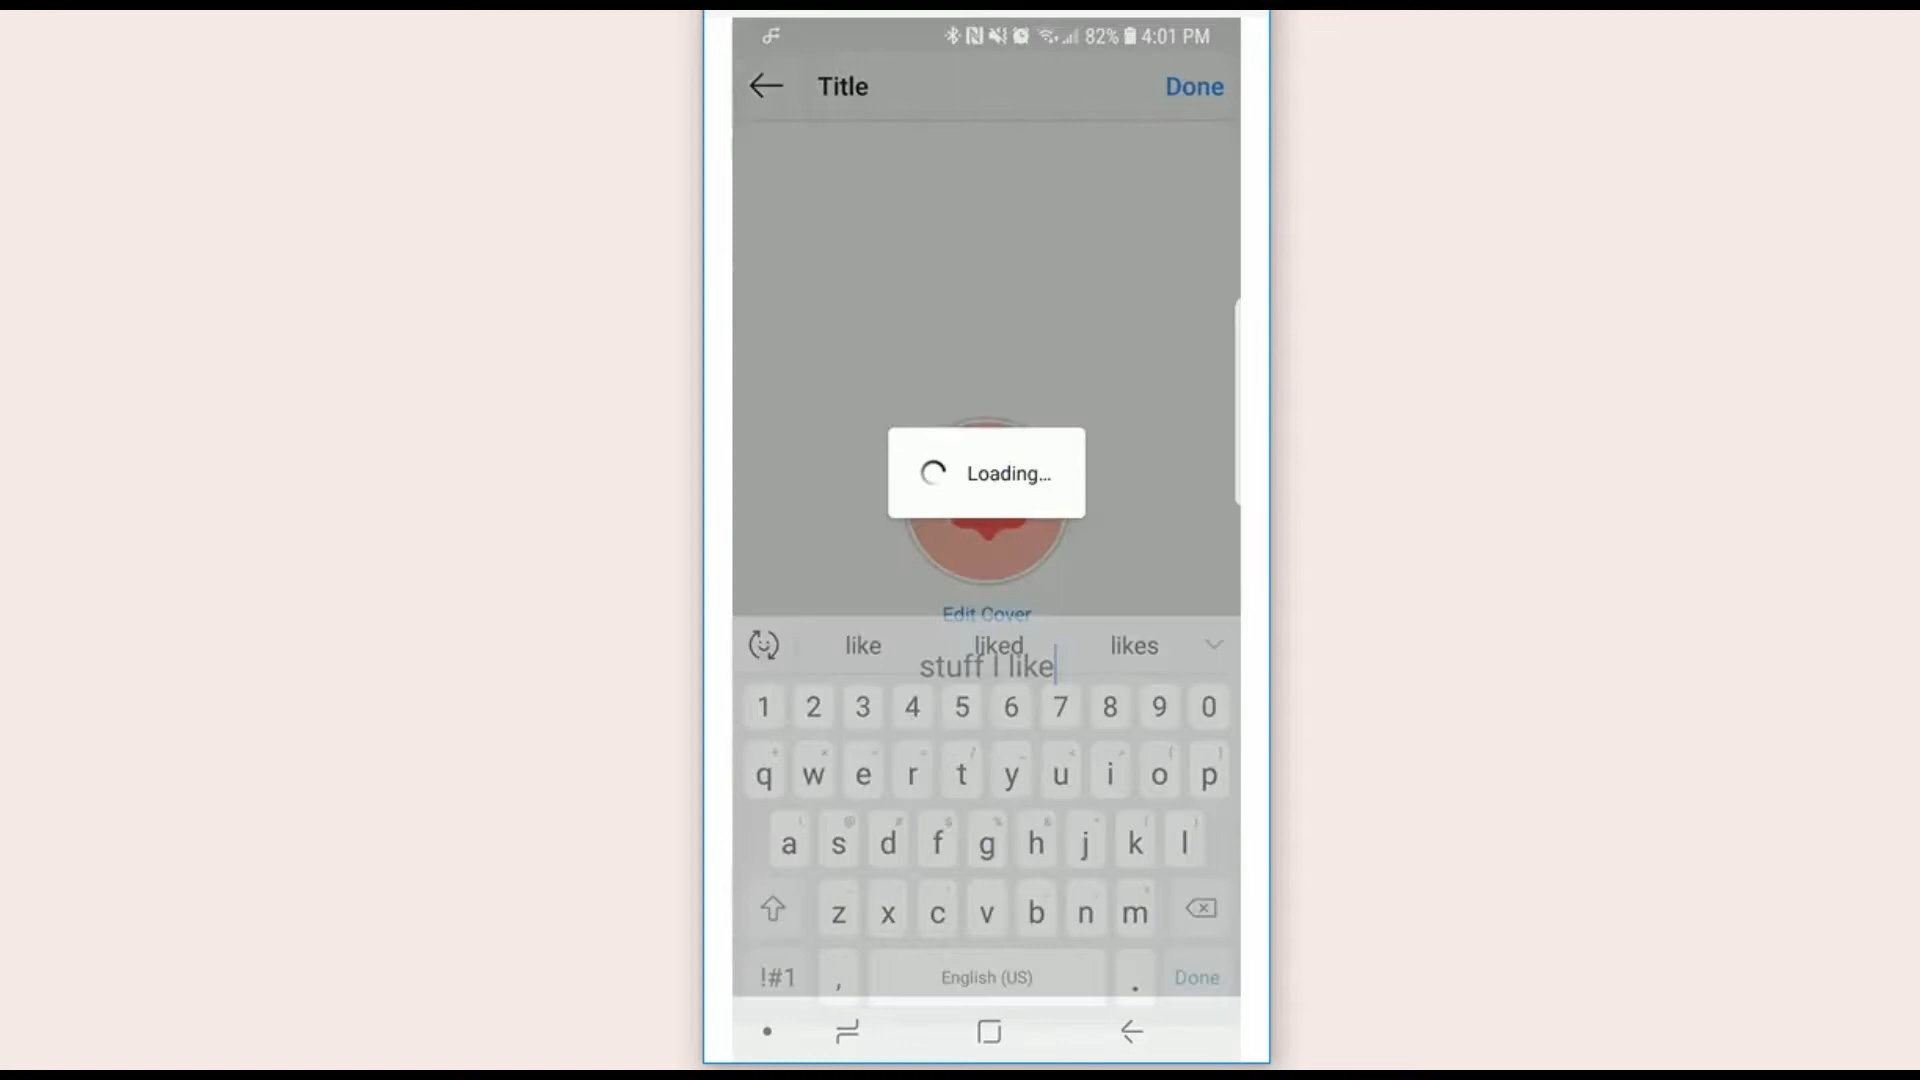 82% 4:01 PM
Title Done
Loading...
Edit Cover
like liked likes
stuff I like
1 2 3 4 5 6 7 8 9 0
q w e r t y u i o p
a s d f g h j k l
z x c v b n m
!#1 , English (US) . Done